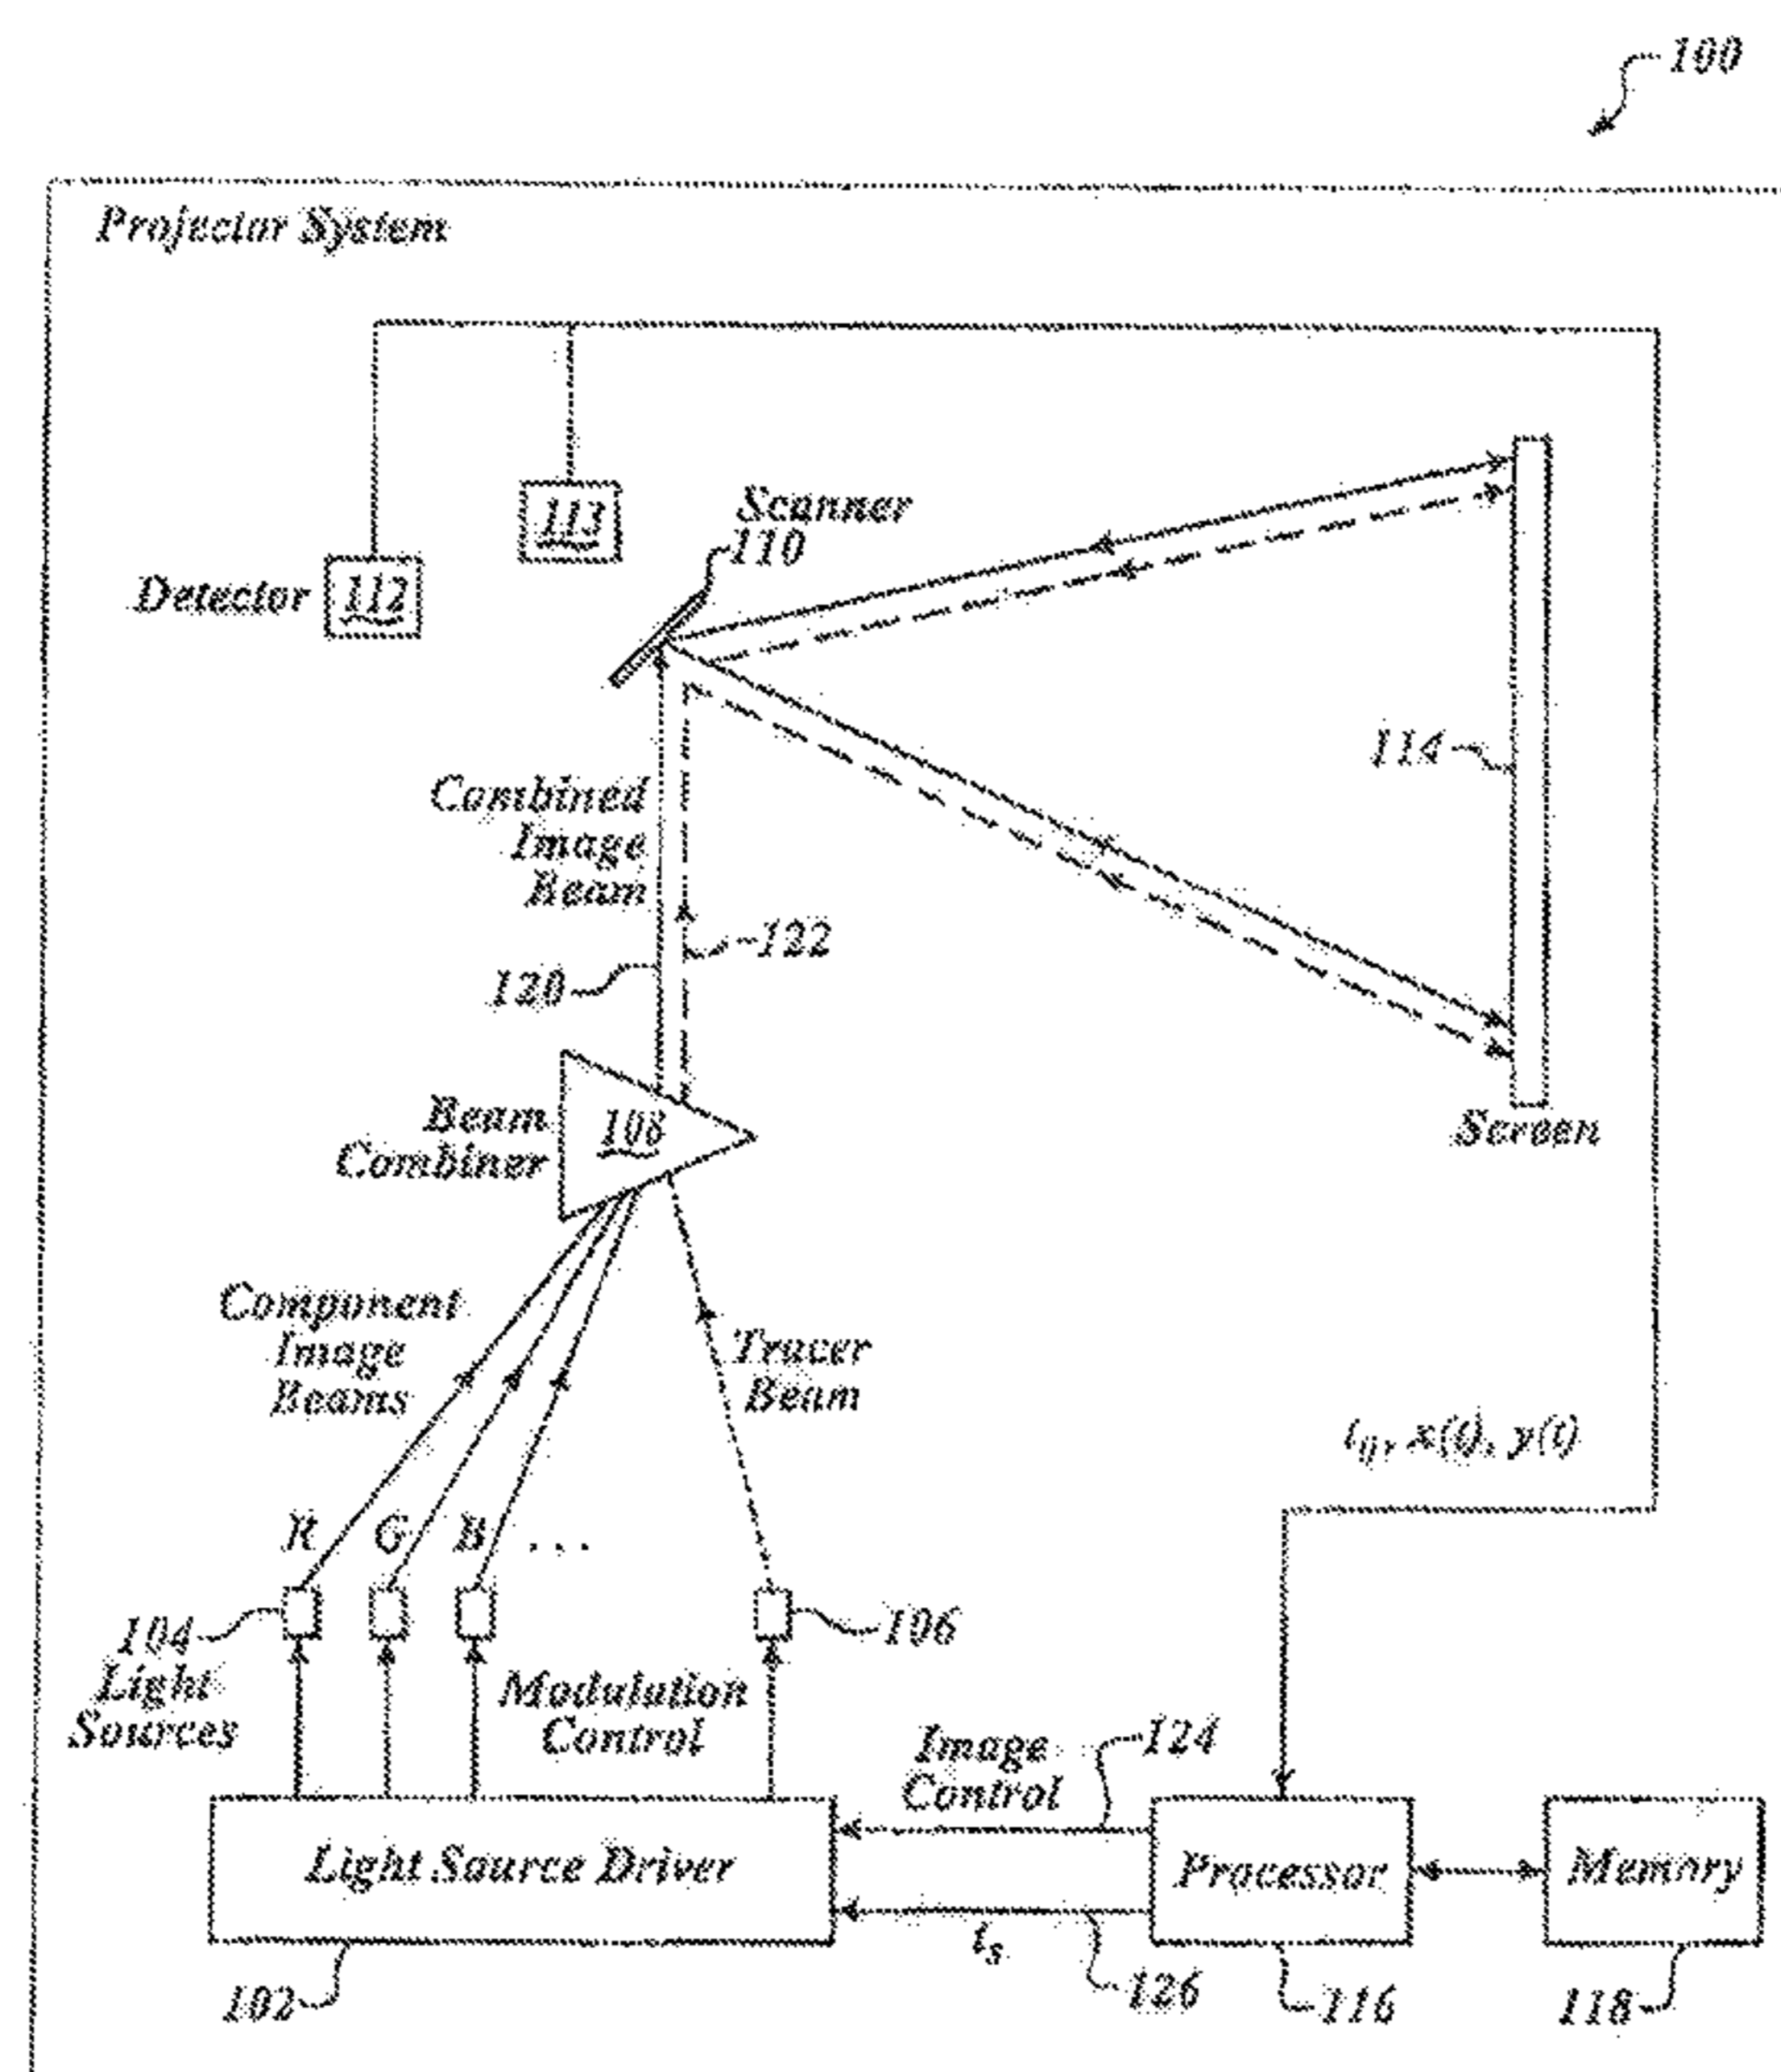 100
Projector System
113
Scanner
110
Detector 112
114
Combined
Image
Beam
122
120
Screen
Beam
Combiner
108
Component
Image
Beams
Tracer
Beam
x(t), y(t)
R G B ...
104
106
Light
Sources
Modulation
Control
Image
Control
124
Light Source Driver
Processor
Memory
102
126
116
118